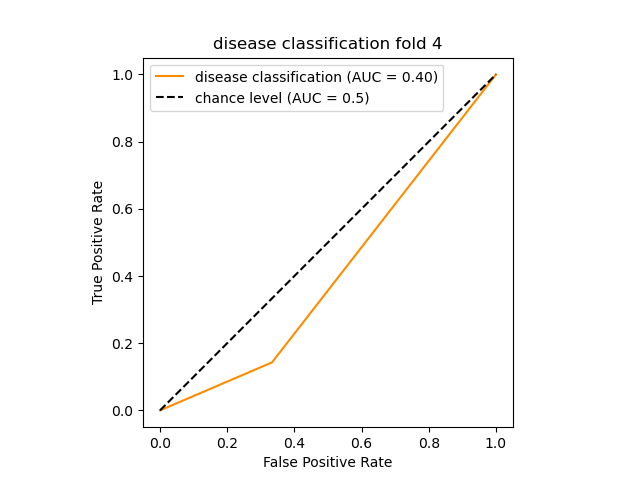 disease classification fold 4
disease classification (AUC = 0.40)
chance level (AUC = 0.5)
True Positive Rate
1.0
0.8
0.6
0.4
0.2
0.0
0.0 0.2 0.4 0.6 0.8 1.0
False Positive Rate